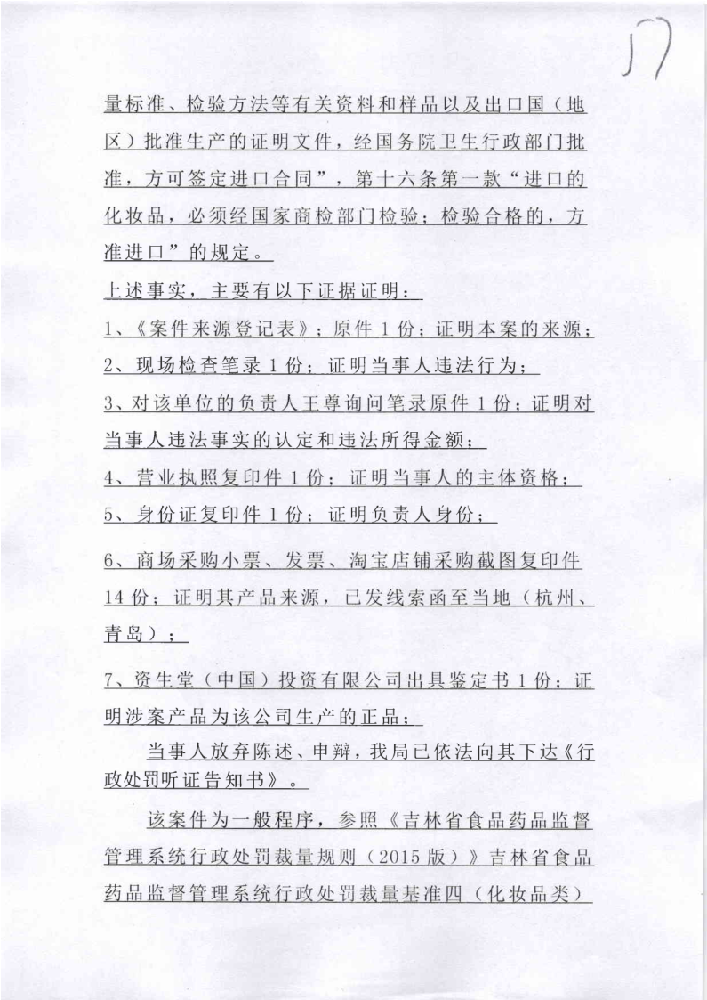 57
量标准、检验方法等有关资料和样品以及出口国（地
区）批准生产的证明文件，经国务院卫生行政部门批
准，方可签定进口合同”，第十六条第一款“进口的
化妆品，必须经国家商检部门检验；检验合格的，方
准进口”的规定。
上述事实，主要有以下证据证明：
1、《案件来源登记表》；原件1份；证明本案的来源；
2、现场检查笔录1份；证明当事人违法行为；
3、对该单位的负责人王尊询问笔录原件1份；证明对
当事人违法事实的认定和违法所得金额；
4、营业执照复印件1份；证明当事人的主体资格；
5、身份证复印件1份；证明负责人身份；
6、商场采购小票、发票、淘宝店铺采购截图复印件
14份；证明其产品来源，已发线索函至当地（杭州、
青岛）；
7、资生堂（中国）投资有限公司出具鉴定书1份；证
明涉案产品为该公司生产的正品；
当事人放弃陈述、申辩，我局已依法向其下达《行
政处罚听证告知书》。
该案件为一般程序，参照《吉林省食品药品监督
管理系统行政处罚裁量规则（2015版）》吉林省食品
药品监督管理系统行政处罚裁量基准四（化妆品类）